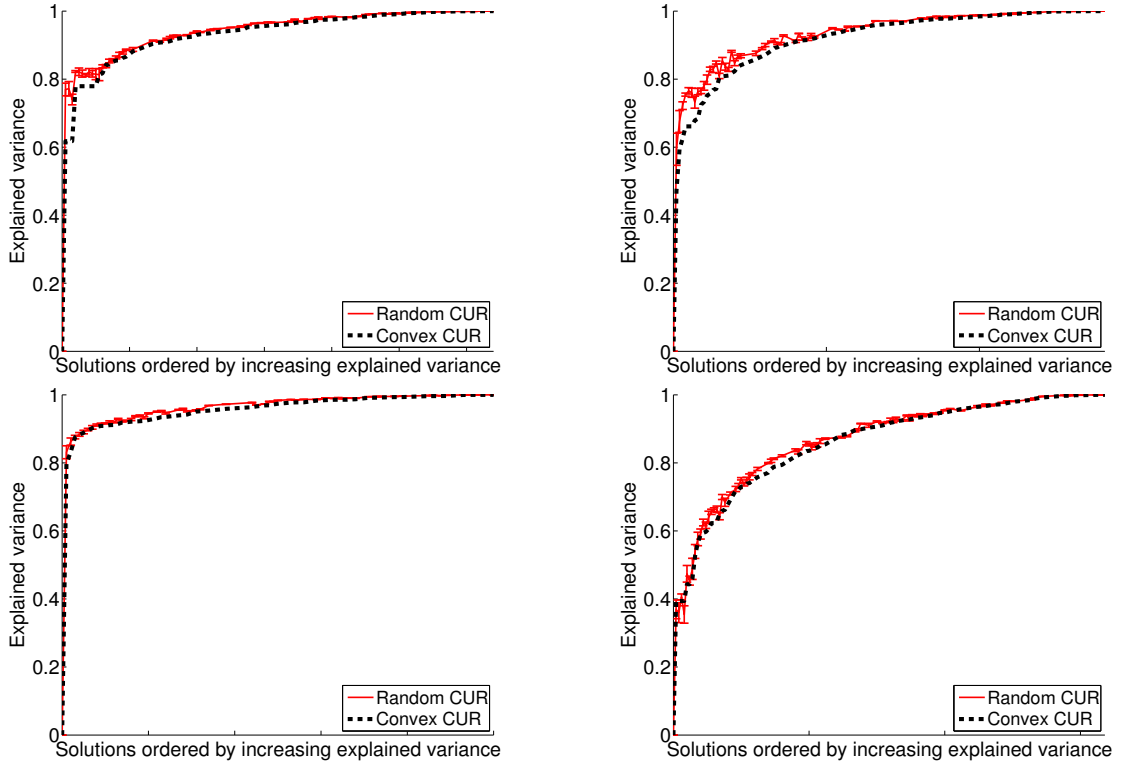 1
0.8
0.6
0.4
0.2
0
Explained variance
Random CUR
Convex CUR
Solutions ordered by increasing explained variance
1
0.8
0.6
0.4
0.2
0
Explained variance
Random CUR
Convex CUR
Solutions ordered by increasing explained variance
1
0.8
0.6
0.4
0.2
0
Explained variance
Random CUR
Convex CUR
Solutions ordered by increasing explained variance
1
0.8
0.6
0.4
0.2
0
Explained variance
Random CUR
Convex CUR
Solutions ordered by increasing explained variance